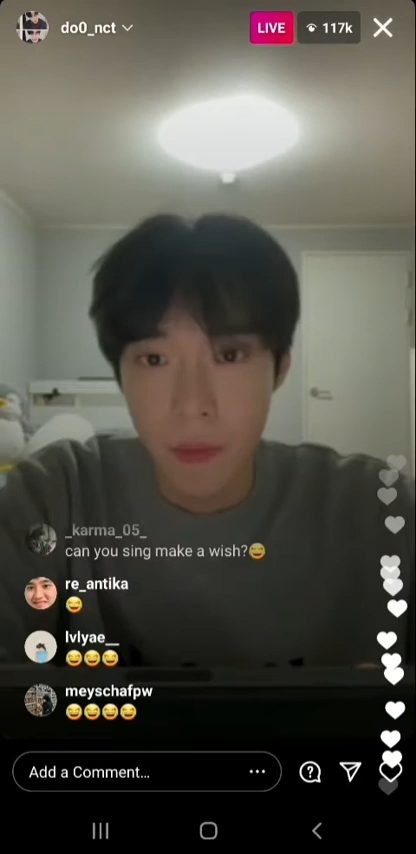 do0_nct
LIVE
117k
_karma_05_
can you sing make a wish?😂
re_antika
😂
lvlyae__
😂😂😂
meyschafpw
😂😂😂😂
Add a Comment...